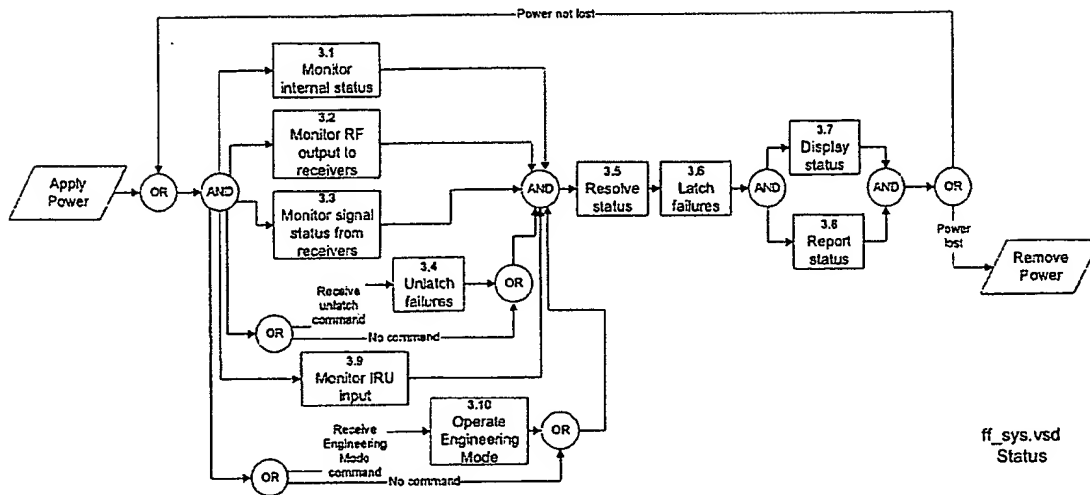 Power not lost
3.1
Monitor
internal status
3.2
Monitor RF
output to
receivers
3.3
Monitor signal
status from
receivers
3.4
Unlatch
failures
Receive
unlatch
command
No command
3.9
Monitor IRU
input
3.10
Operate
Engineering
Mode
Receive
Engineering
Mode
command
No command
Apply
Power
OR
AND
OR
OR
OR
OR
AND
3.5
Resolve
status
3.6
Latch
failures
AND
3.7
Display
status
3.8
Report
status
AND
OR
Power
lost
Remove
Power
ff_sys.vsd
Status